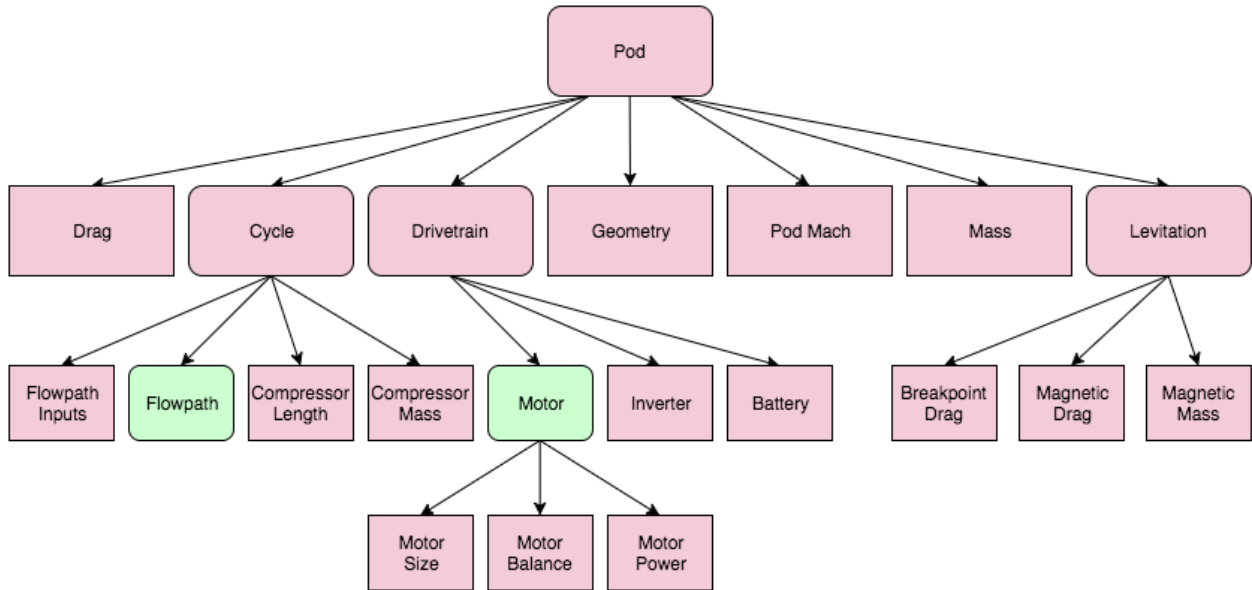 Pod
Drag
Cycle
Drivetrain
Geometry
Pod Mach
Mass
Levitation
Flowpath
Inputs
Flowpath
Compressor
Length
Compressor
Mass
Motor
Inverter
Battery
Breakpoint
Drag
Magnetic
Drag
Magnetic
Mass
Motor
Size
Motor
Balance
Motor
Power